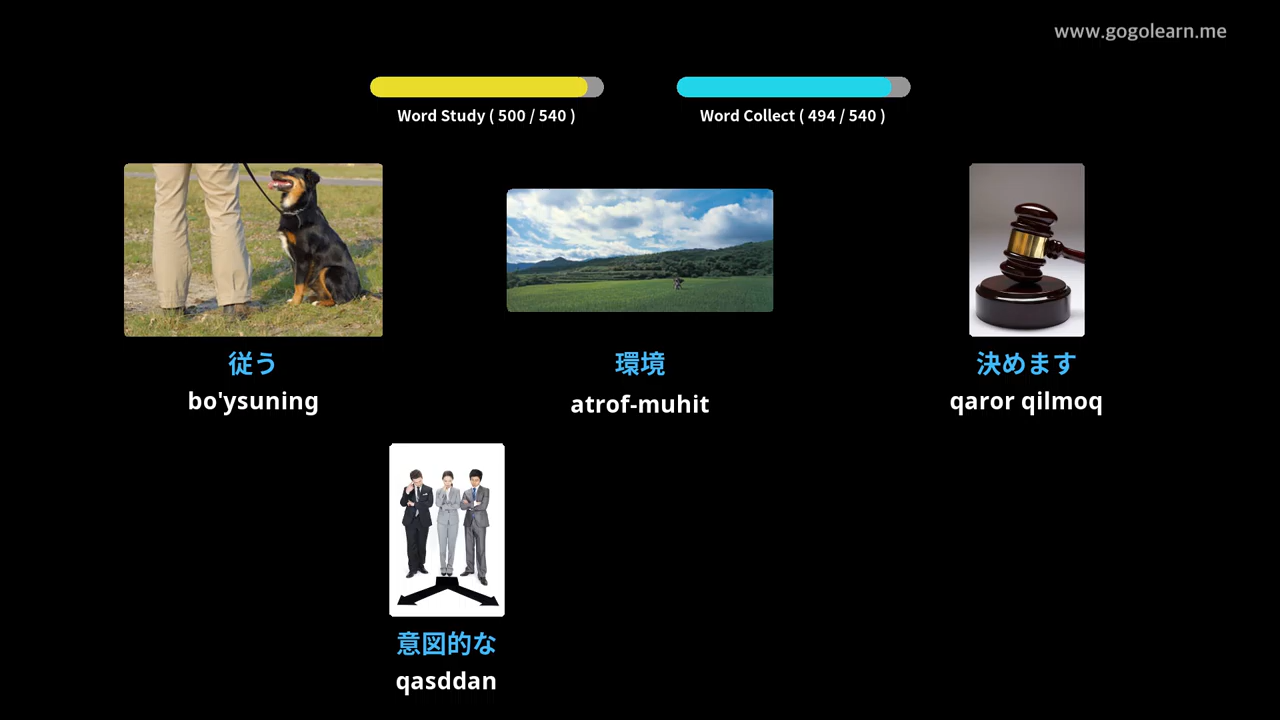 www.gogolearn.me
Word Study ( 500 / 540 )
Word Collect ( 494 / 540 )
従う
bo'ysuning
環境
atrof-muhit
決めます
qaror qilmoq
意図的な
qasddan